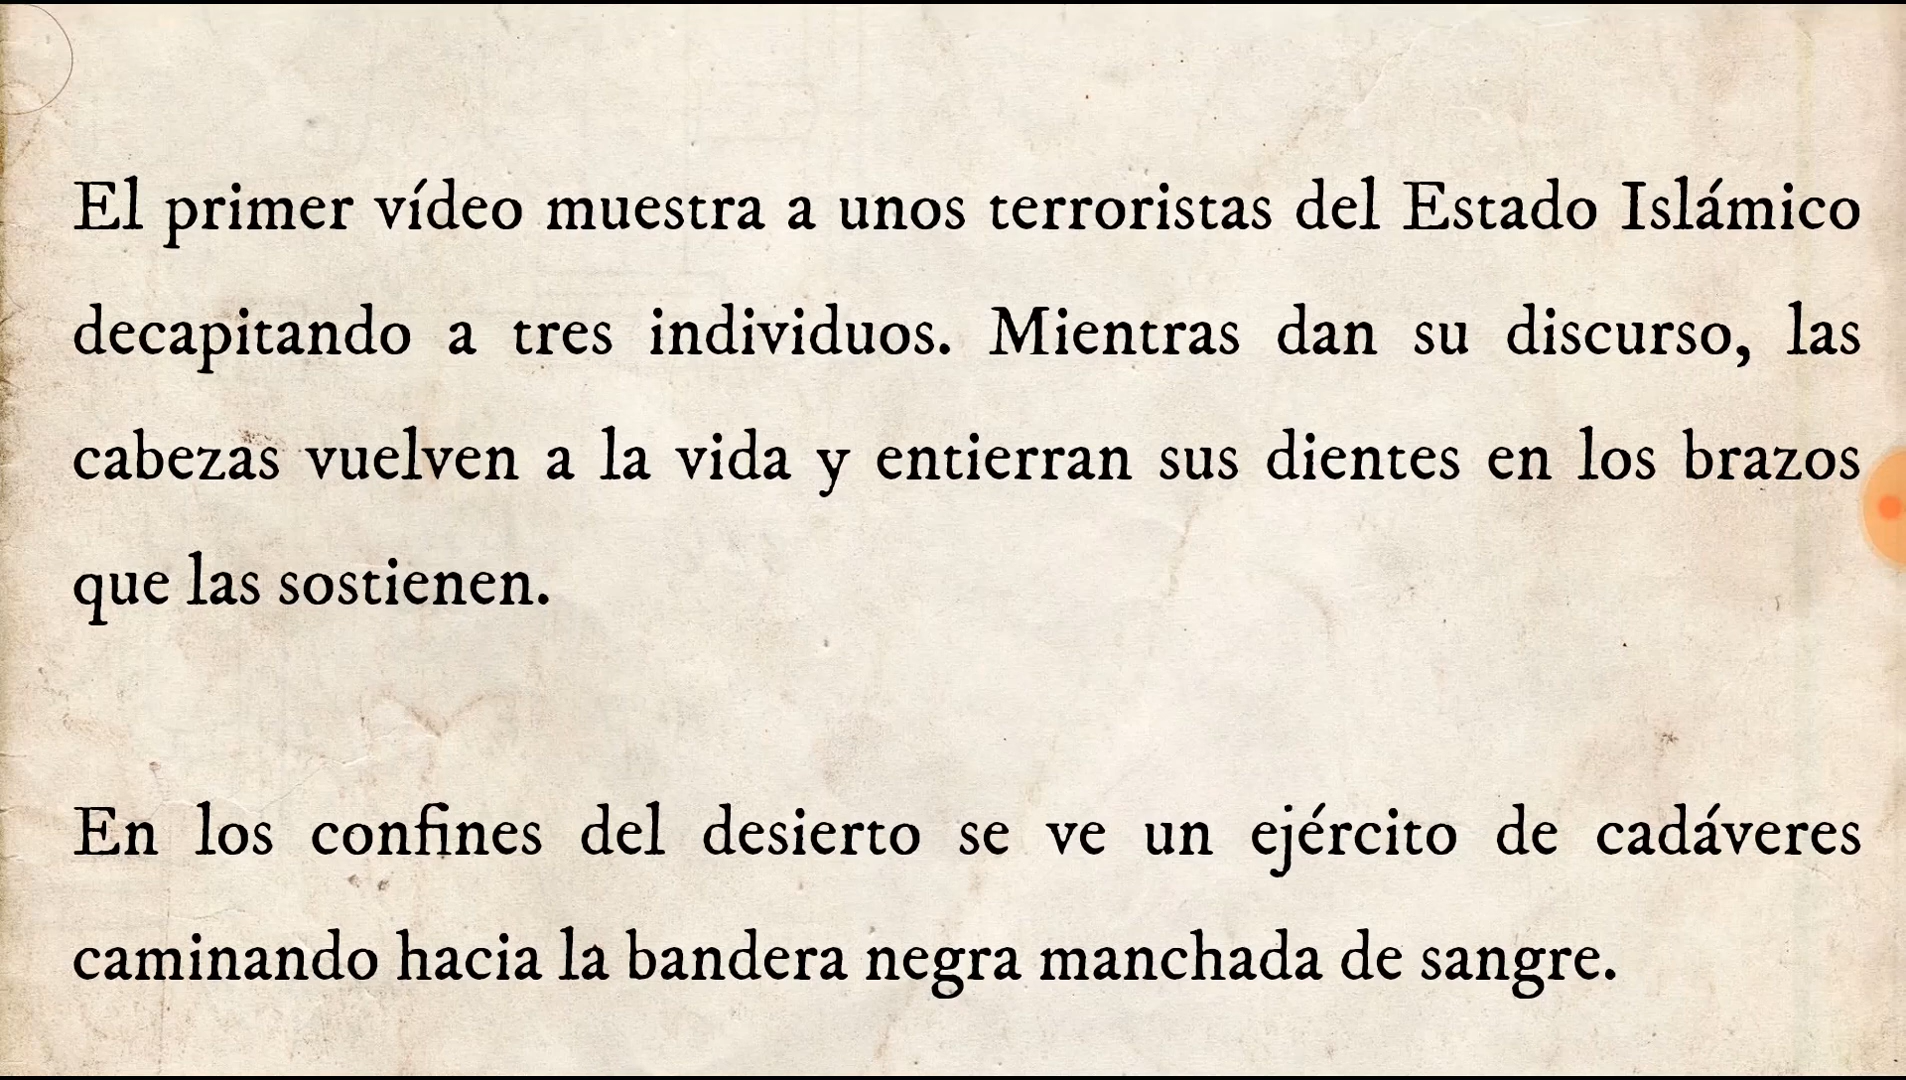 El primer vídeo muestra a unos terroristas del Estado Islámico
decapitando a tres individuos. Mientras dan su discurso, las
cabezas vuelven a la vida y entierran sus dientes en los brazos
que las sostienen.
En los confines del desierto se ve un ejército de cadáveres
caminando hacia la bandera negra manchada de sangre.